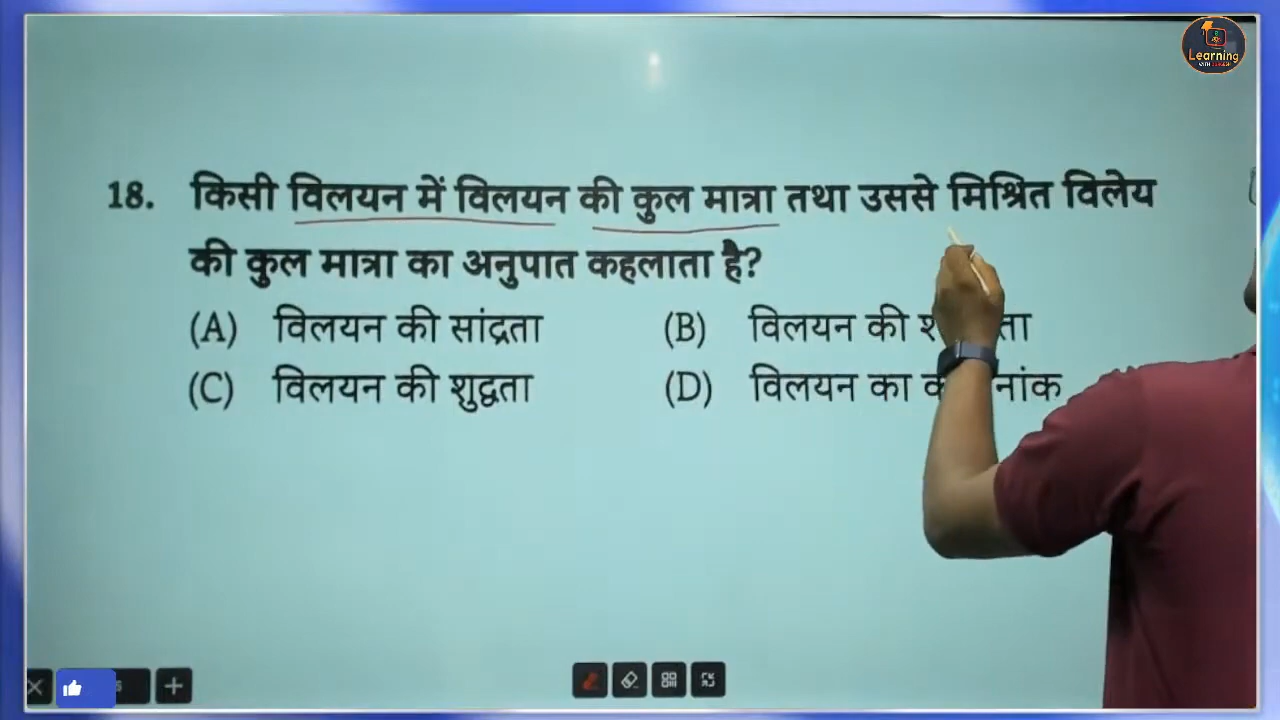 Learning
18. किसी विलयन में विलयन की कुल मात्रा तथा उससे मिश्रित विलेय
की कुल मात्रा का अनुपात कहलाता है?
(A) विलयन की सांद्रता (B) विलयन की
(C) विलयन की शुद्धता (D) विलयन का